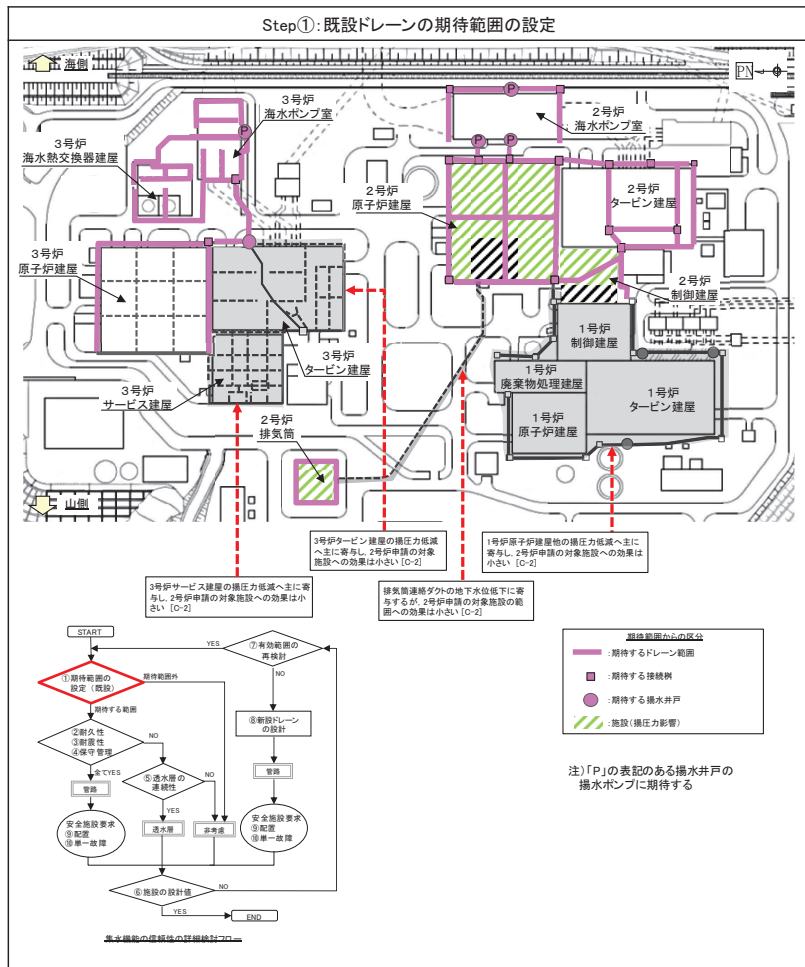 Step①:既設ドレーンの期待範囲の設定
海側
PN
3号炉
海水ポンプ室
P
3号炉
海水熱交換器建屋
3号炉
原子炉建屋
P
2号炉
海水ポンプ室
P
P
2号炉
原子炉建屋
2号炉
タービン建屋
2号炉
制御建屋
1号炉
制御建屋
3号炉
タービン建屋
3号炉
サービス建屋
1号炉
廃棄物処理建屋
1号炉
タービン建屋
1号炉
原子炉建屋
2号炉
排気筒
山側
3号炉タービン建屋の揚圧力低減
へ主に寄与し,2号炉申請の対象
施設への効果は小さい [C-2]
1号炉原子炉建屋他の揚圧力低減へ主に
寄与し,2号炉申請の対象施設への効果は
小さい [C-2]
3号炉サービス建屋の揚圧力低減へ主に寄
与し,2号炉申請の対象施設への効果は小
さい [C-2]
排気筒連絡ダクトの地下水位低下に寄
与するが,2号炉申請の対象施設の範
囲への効果は小さい [C-2]
START
YES
⑦有効範囲の
再検討
①期待範囲の
設定(既設)
期待範囲外
NO
期待する範囲
②耐久性
③耐震性
④保守管理
NO
⑧新設ドレーン
の設計
⑤透水層の
連続性
NO
全てYES
管路
YES
管路
安全施設要求
⑨配置
⑩単一故障
透水層
非考慮
安全施設要求
⑨配置
⑩単一故障
⑥施設の設計値
NO
YES
END
集水機能の信頼性の詳細検討フロー
期待範囲からの区分
:期待するドレーン範囲
:期待する接続桝
:期待する揚水井戸
:施設(揚圧力影響)
注)「P」の表記のある揚水井戸の
揚水ポンプに期待する